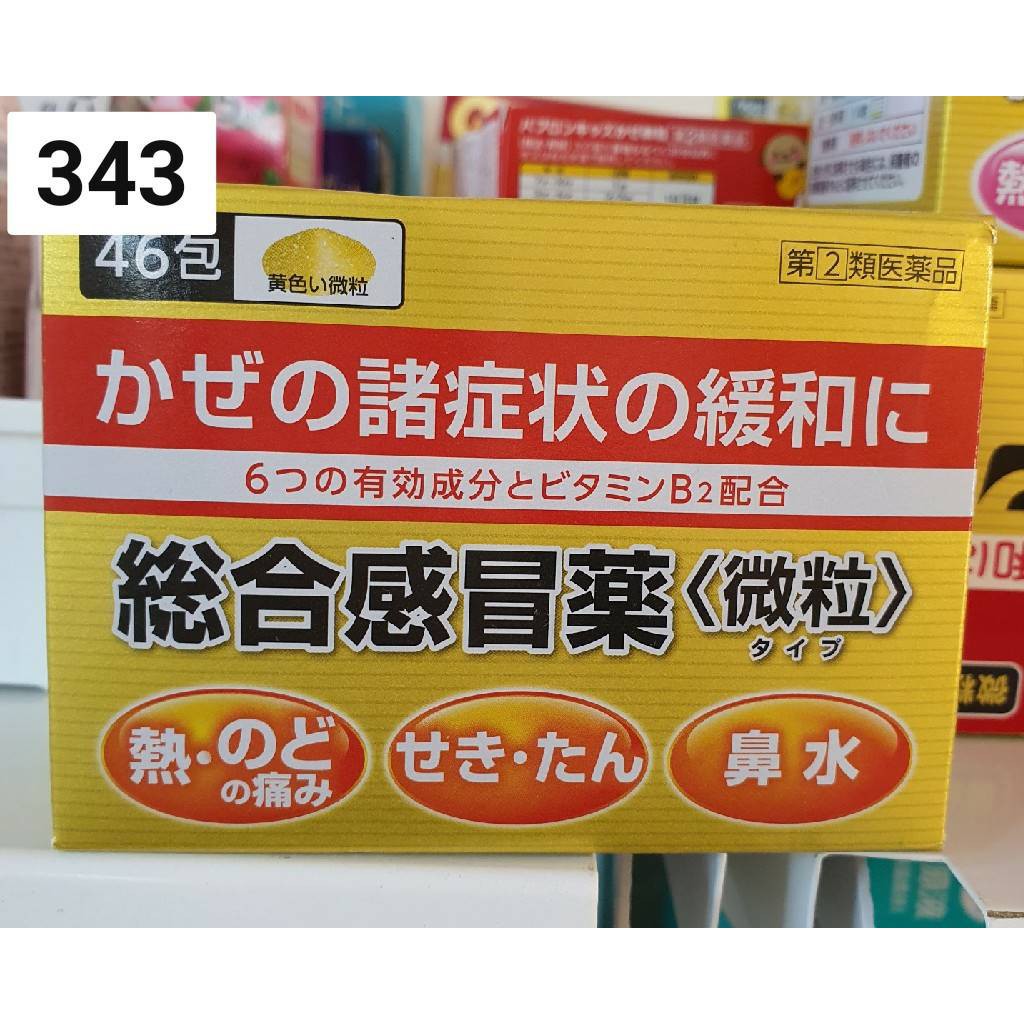 343
46包
黄色い微粒
第②類医薬品
かぜの諸症状の緩和に
6つの有効成分とビタミンB2配合
総合感冒薬〈微粒〉
タイプ
熱・のど
の痛み
せき・たん
鼻水